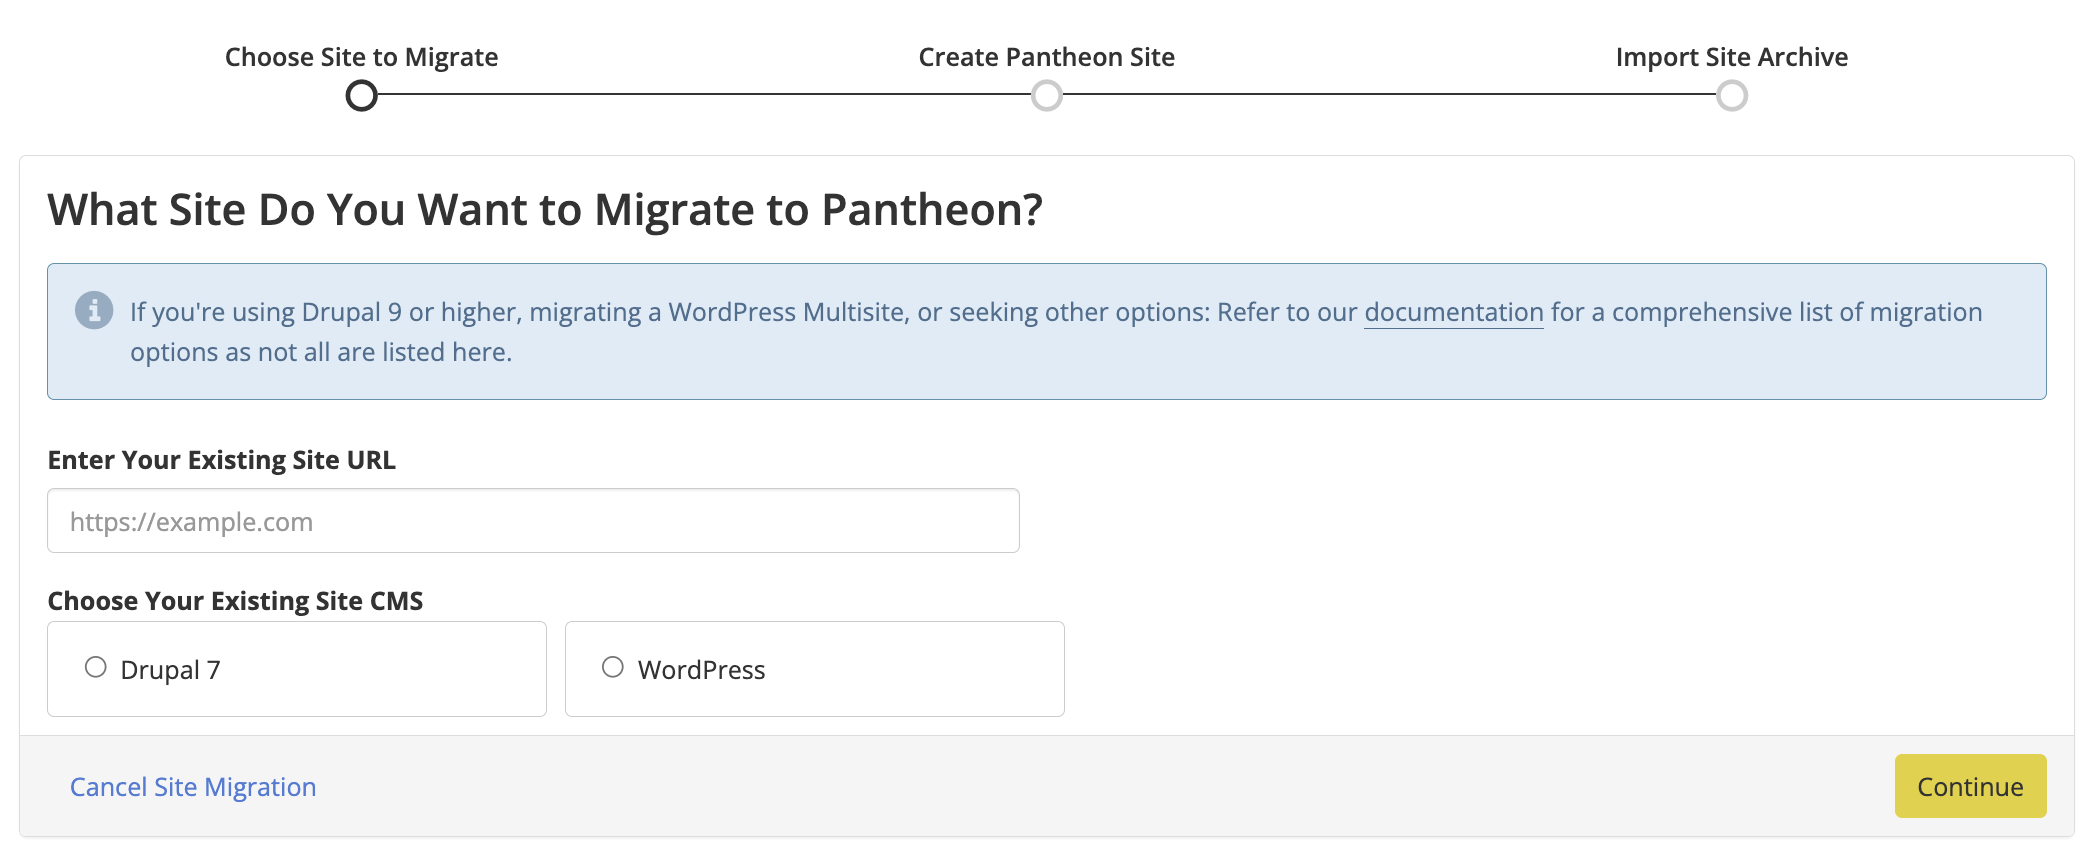 Choose Site to Migrate
Create Pantheon Site
Import Site Archive
What Site Do You Want to Migrate to Pantheon?
If you're using Drupal 9 or higher, migrating a WordPress Multisite, or seeking other options: Refer to our documentation for a comprehensive list of migration
options as not all are listed here.
Enter Your Existing Site URL
https://example.com
Choose Your Existing Site CMS
Drupal 7
WordPress
Cancel Site Migration
Continue